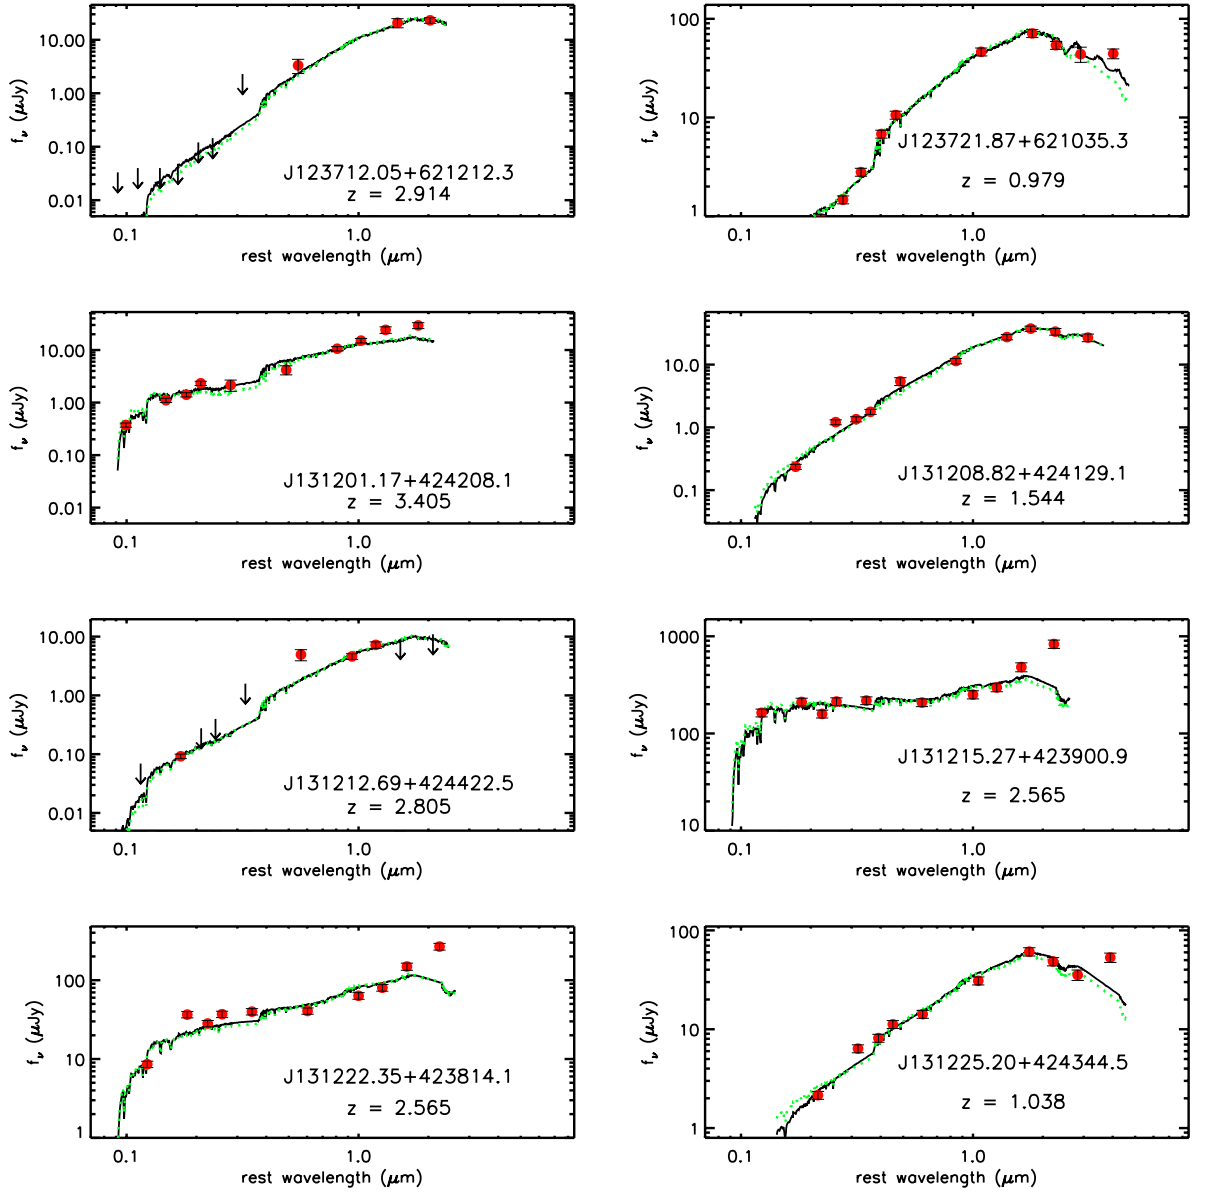 10.00
1.00
0.10
0.01
f_ν (μJy)
J123712.05+621212.3
z = 2.914
0.1
1.0
rest wavelength (μm)
100
10
1
f_ν (μJy)
J123721.87+621035.3
z = 0.979
0.1
1.0
rest wavelength (μm)
10.00
1.00
0.10
0.01
f_ν (μJy)
J131201.17+424208.1
z = 3.405
0.1
1.0
rest wavelength (μm)
10.0
1.0
0.1
f_ν (μJy)
J131208.82+424129.1
z = 1.544
0.1
1.0
rest wavelength (μm)
10.00
1.00
0.10
0.01
f_ν (μJy)
J131212.69+424422.5
z = 2.805
0.1
1.0
rest wavelength (μm)
1000
100
10
f_ν (μJy)
J131215.27+423900.9
z = 2.565
0.1
1.0
rest wavelength (μm)
100
10
1
f_ν (μJy)
J131222.35+423814.1
z = 2.565
0.1
1.0
rest wavelength (μm)
100
10
1
f_ν (μJy)
J131225.20+424344.5
z = 1.038
0.1
1.0
rest wavelength (μm)